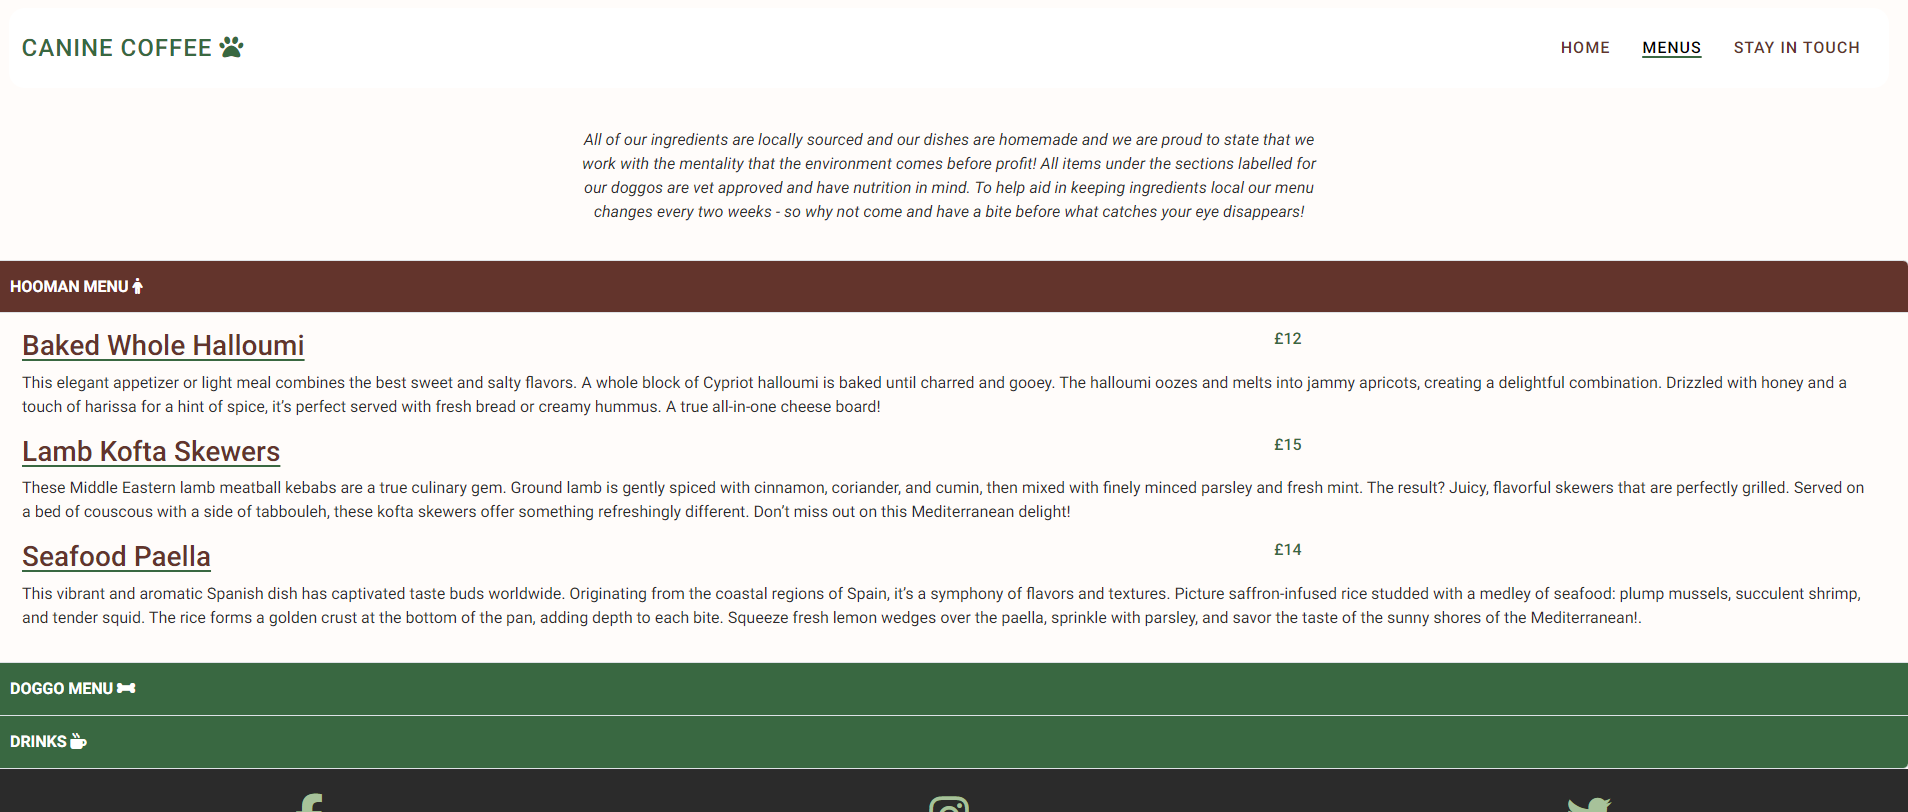 CANINE COFFEE
HOME MENUS STAY IN TOUCH
All of our ingredients are locally sourced and our dishes are homemade and we are proud to state that we
work with the mentality that the environment comes before profit! All items under the sections labelled for
our doggos are vet approved and have nutrition in mind. To help aid in keeping ingredients local our menu
changes every two weeks - so why not come and have a bite before what catches your eye disappears!
HOOMAN MENU
Baked Whole Halloumi £12
This elegant appetizer or light meal combines the best sweet and salty flavors. A whole block of Cypriot halloumi is baked until charred and gooey. The halloumi oozes and melts into jammy apricots, creating a delightful combination. Drizzled with honey and a
touch of harissa for a hint of spice, it’s perfect served with fresh bread or creamy hummus. A true all-in-one cheese board!
Lamb Kofta Skewers £15
These Middle Eastern lamb meatball kebabs are a true culinary gem. Ground lamb is gently spiced with cinnamon, coriander, and cumin, then mixed with finely minced parsley and fresh mint. The result? Juicy, flavorful skewers that are perfectly grilled. Served on
a bed of couscous with a side of tabbouleh, these kofta skewers offer something refreshingly different. Don’t miss out on this Mediterranean delight!
Seafood Paella £14
This vibrant and aromatic Spanish dish has captivated taste buds worldwide. Originating from the coastal regions of Spain, it’s a symphony of flavors and textures. Picture saffron-infused rice studded with a medley of seafood: plump mussels, succulent shrimp,
and tender squid. The rice forms a golden crust at the bottom of the pan, adding depth to each bite. Squeeze fresh lemon wedges over the paella, sprinkle with parsley, and savor the taste of the sunny shores of the Mediterranean!.
DOGGO MENU
DRINKS